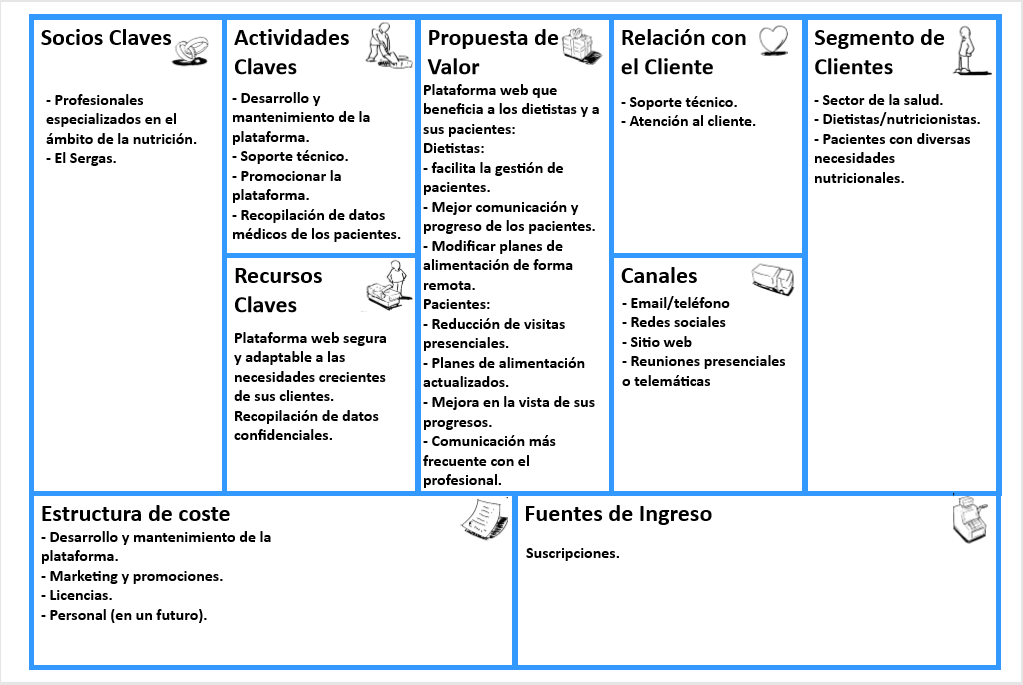 Socios Claves
- Profesionales
especializados en el
ámbito de la nutrición.
- El Sergas.
Actividades
Claves
- Desarrollo y
mantenimiento de la
plataforma.
- Soporte técnico.
- Promocionar la
plataforma.
- Recopilación de datos
médicos de los pacientes.
Recursos
Claves
Plataforma web segura
y adaptable a las
necesidades crecientes
de sus clientes.
Recopilación de datos
confidenciales.
Propuesta de
Valor
Plataforma web que
beneficia a los dietistas y a
sus pacientes:
Dietistas:
- facilita la gestión de
pacientes.
- Mejor comunicación y
progreso de los pacientes.
- Modificar planes de
alimentación de forma
remota.
Pacientes:
- Reducción de visitas
presenciales.
- Planes de alimentación
actualizados.
- Mejora en la vista de sus
progresos.
- Comunicación más
frecuente con el
profesional.
Relación con
el Cliente
- Soporte técnico.
- Atención al cliente.
Canales
- Email/teléfono
- Redes sociales
- Sitio web
- Reuniones presenciales
o telemáticas
Segmento de
Clientes
- Sector de la salud.
- Dietistas/nutricionistas.
- Pacientes con diversas
necesidades
nutricionales.
Estructura de coste
- Desarrollo y mantenimiento de la
plataforma.
- Marketing y promociones.
- Licencias.
- Personal (en un futuro).
Fuentes de Ingreso
Suscripciones.